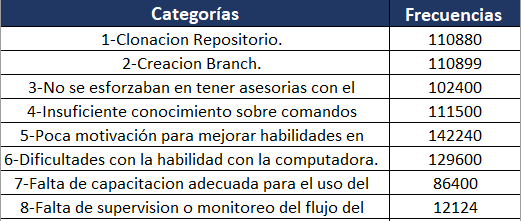 Categorías Frecuencias
1-Clonacion Repositorio. 110880
2-Creacion Branch. 110899
3-No se esforzaban en tener asesorias con el 102400
4-Insuficiente conocimiento sobre comandos 111500
5-Poca motivación para mejorar habilidades en 142240
6-Dificultades con la habilidad con la computadora. 129600
7-Falta de capacitacion adecuada para el uso del 86400
8-Falta de supervision o monitoreo del flujo del 12124